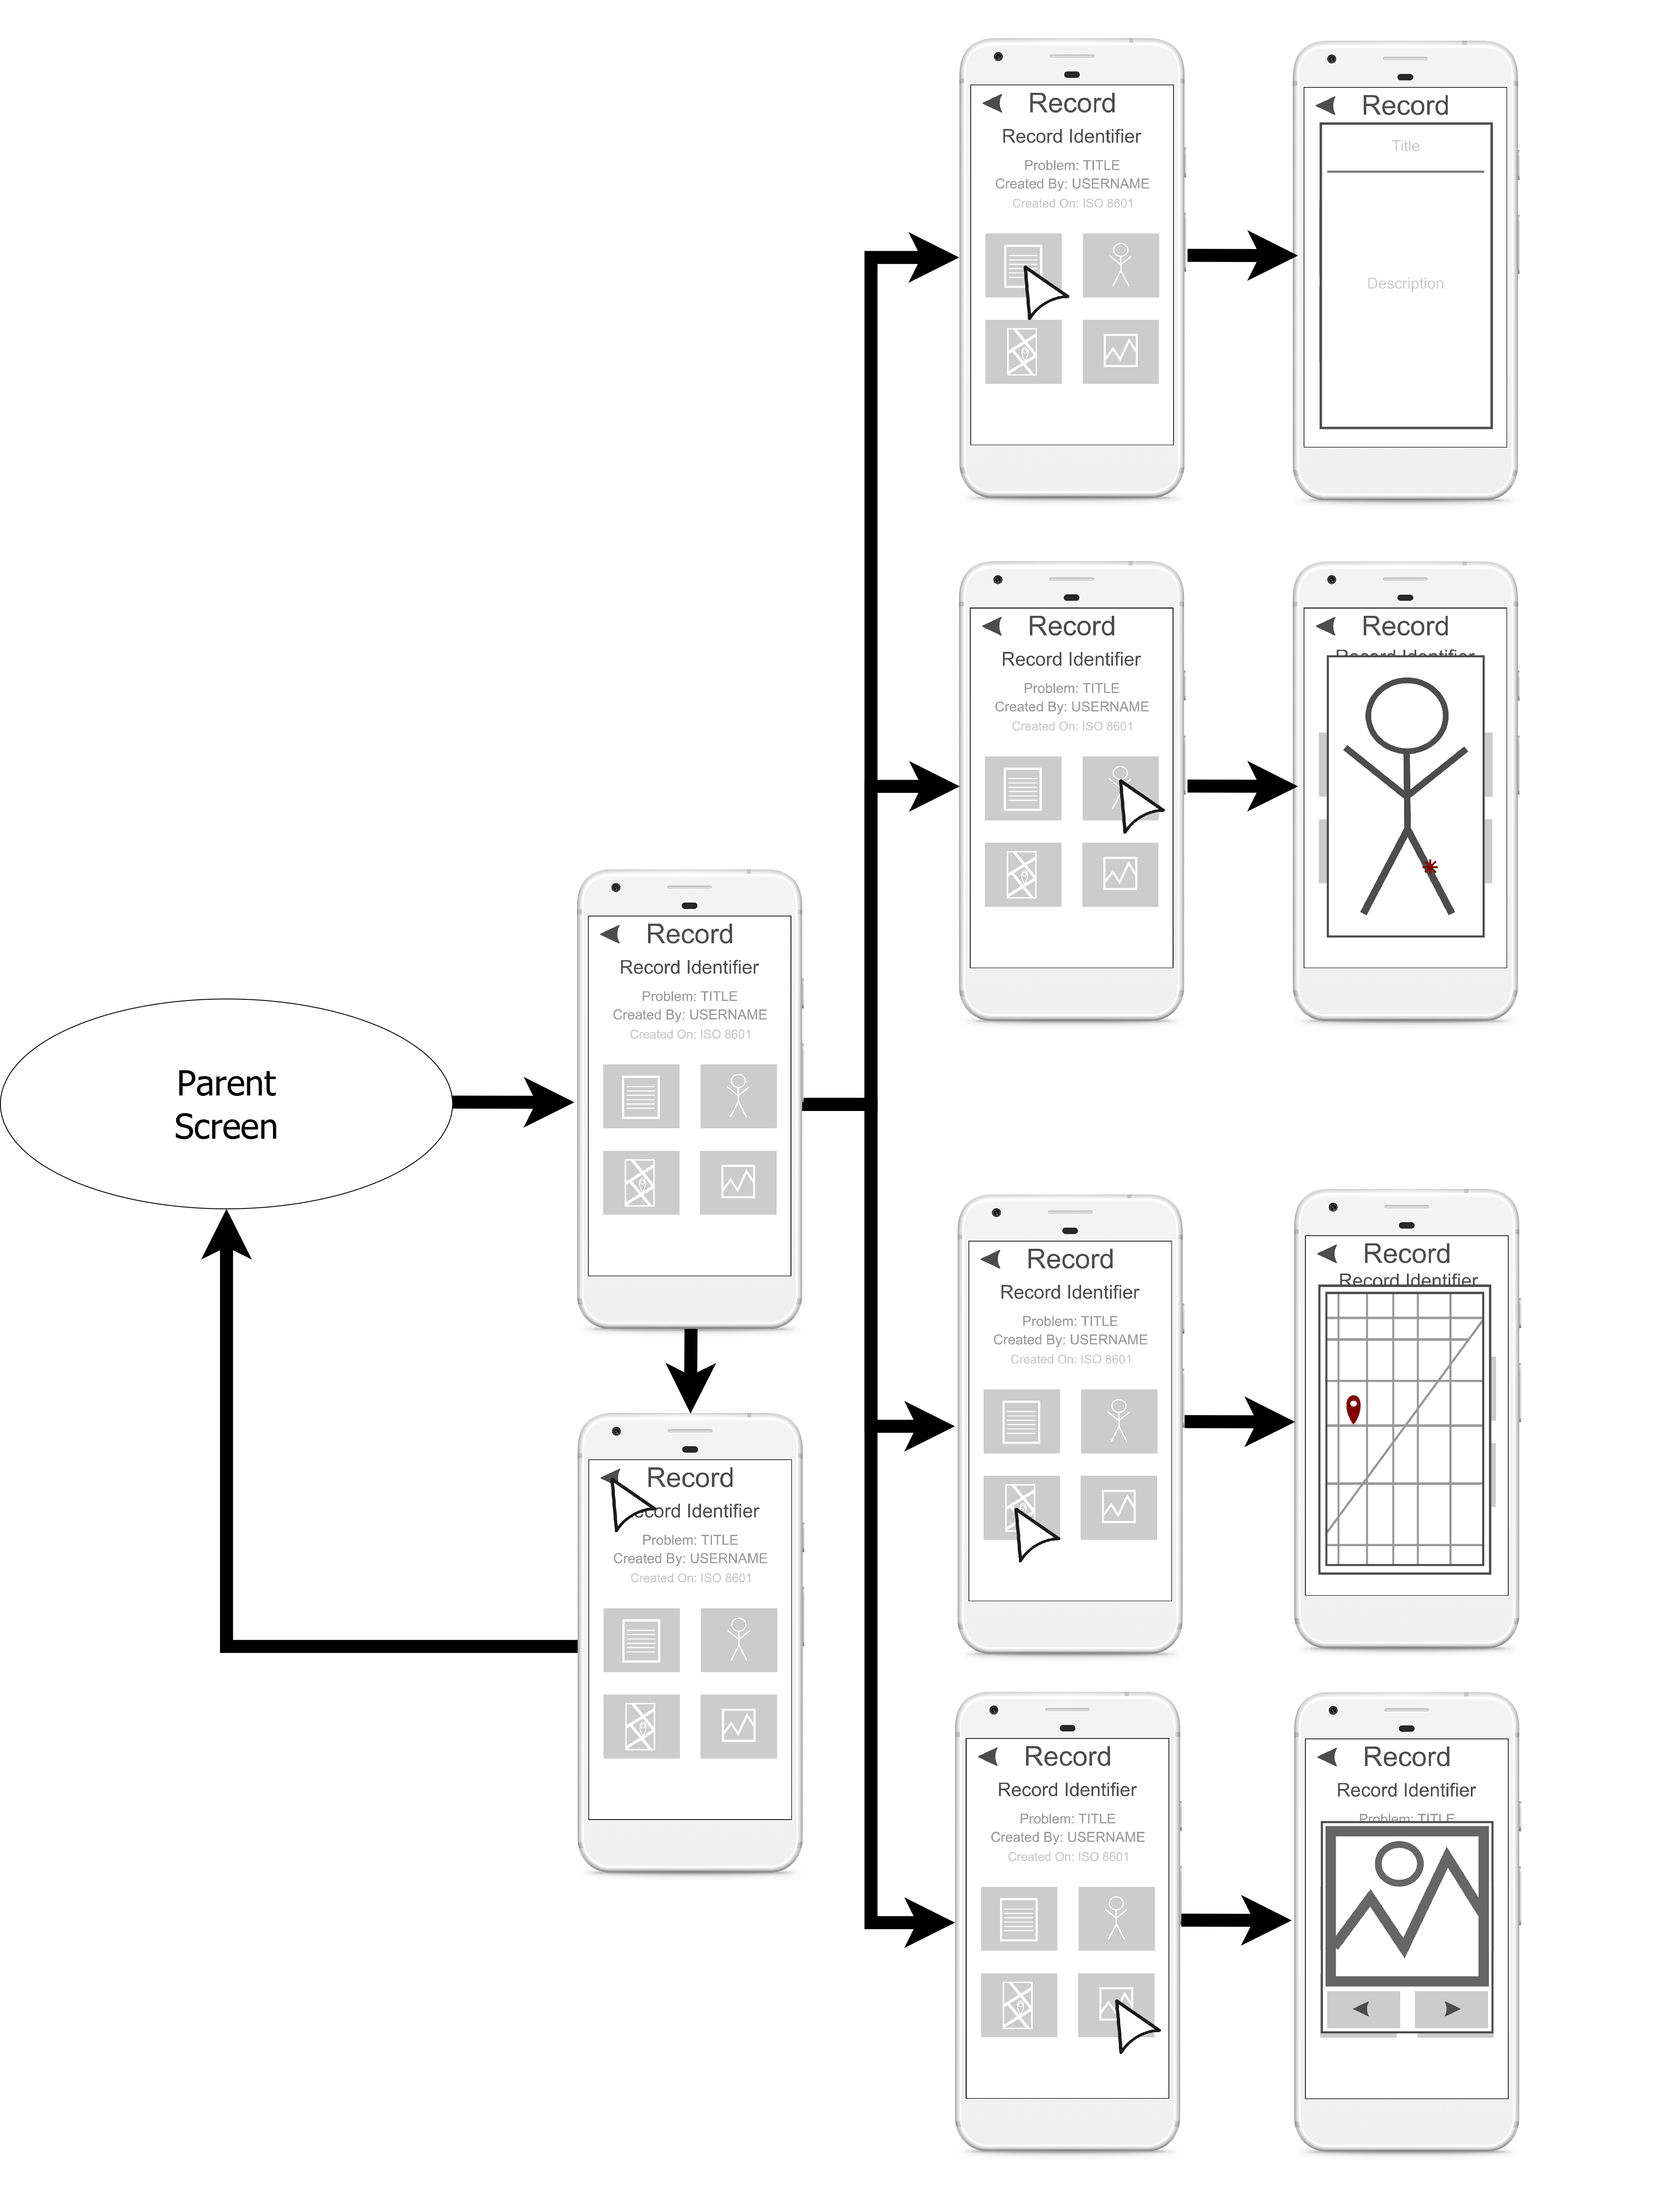 Record
Record Identifier
Problem: TITLE
Created By: USERNAME
Created On: ISO 8601
Record
Title
Description
Record
Record Identifier
Problem: TITLE
Created By: USERNAME
Created On: ISO 8601
Record
Record Identifier
Parent
Screen
Record
Record Identifier
Problem: TITLE
Created By: USERNAME
Created On: ISO 8601
Record
Record Identifier
Problem: TITLE
Created By: USERNAME
Created On: ISO 8601
Record
Record Identifier
Record
Record Identifier
Problem: TITLE
Created By: USERNAME
Created On: ISO 8601
Record
Record Identifier
Problem: TITLE
Created By: USERNAME
Created On: ISO 8601
Record
Record Identifier
Problem: TITLE